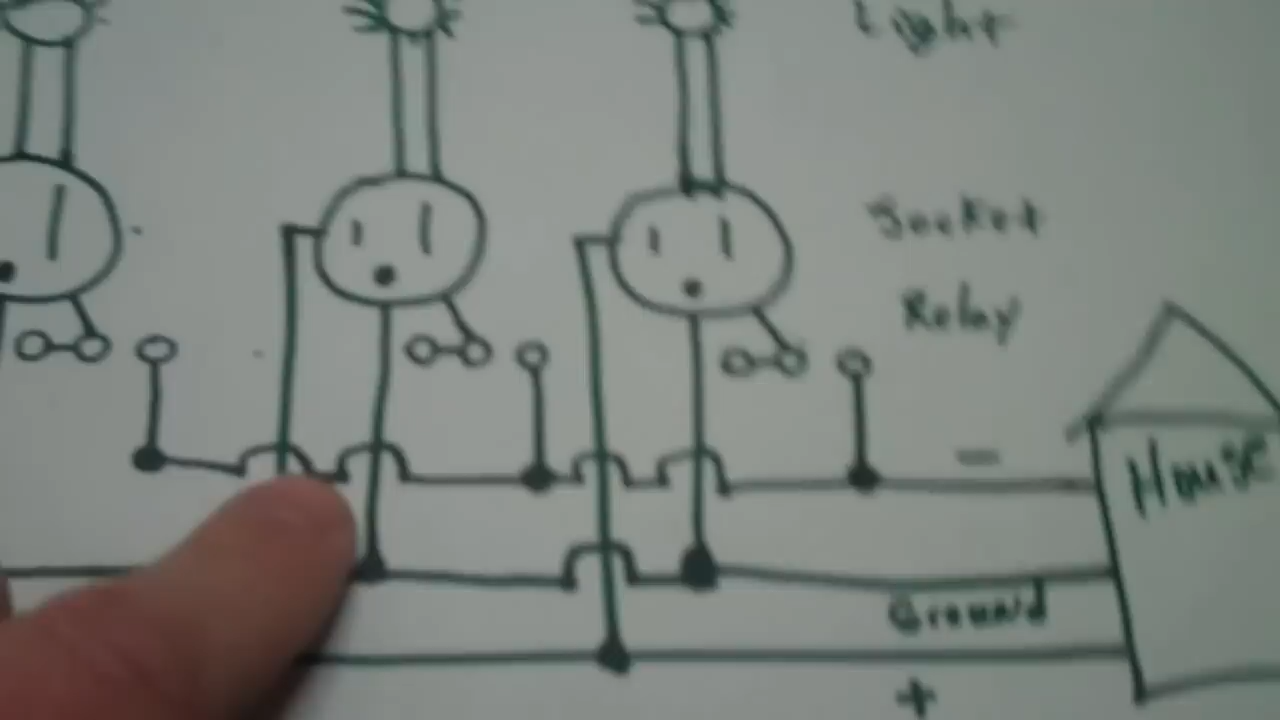 Light
Socket
Relay
House
−
Ground
+